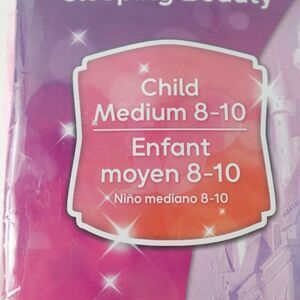 Sleeping Beauty
Child
Medium 8-10
Enfant
moyen 8-10
Niño mediano 8-10